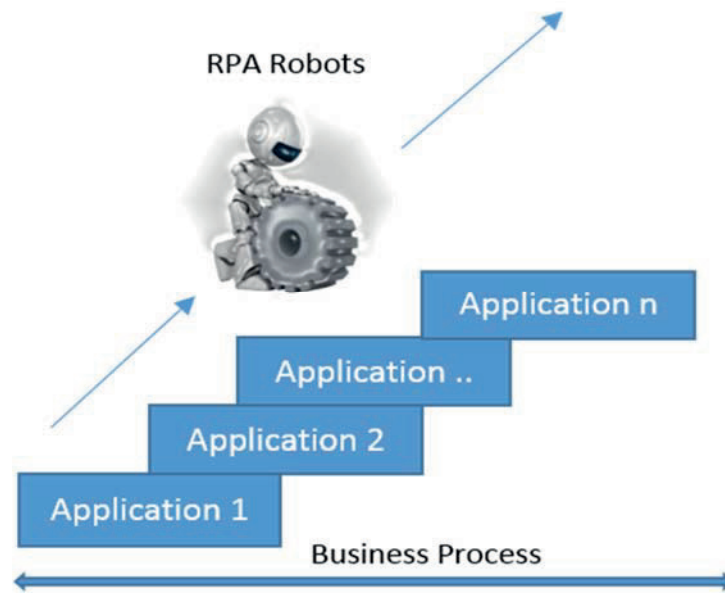 RPA Robots
Application n
Application ..
Application 2
Application 1
Business Process